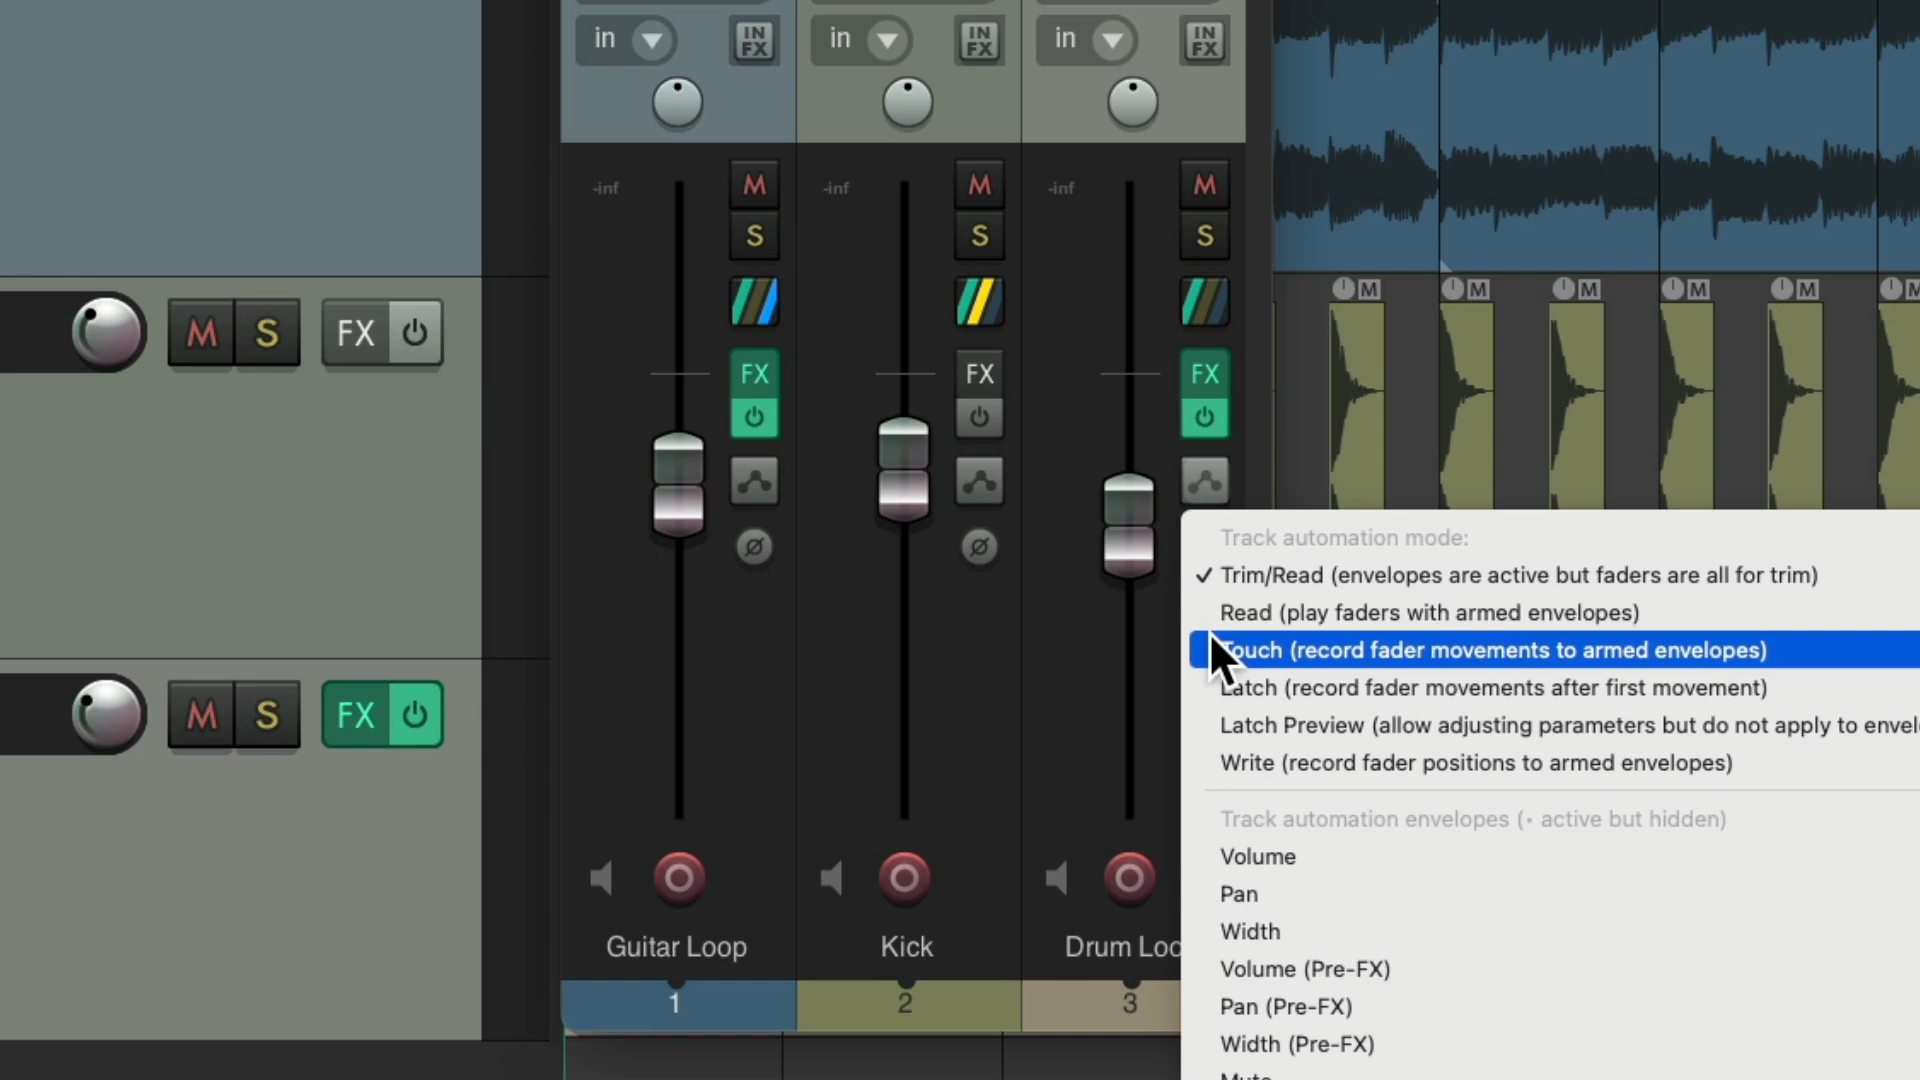 in
IN
FX
in
IN
FX
in
IN
FX
-inf
M
S
-inf
M
S
-inf
M
S
M
M
M
M
M
M
M S FX
FX
FX
FX
Track automation mode:
✓ Trim/Read (envelopes are active but faders are all for trim)
Read (play faders with armed envelopes)
Touch (record fader movements to armed envelopes)
Latch (record fader movements after first movement)
Latch Preview (allow adjusting parameters but do not apply to envel
Write (record fader positions to armed envelopes)
M S FX
Track automation envelopes (• active but hidden)
Volume
Pan
Width
Volume (Pre-FX)
Pan (Pre-FX)
Width (Pre-FX)
Mute
Guitar Loop
Kick
Drum Loo
1
2
3